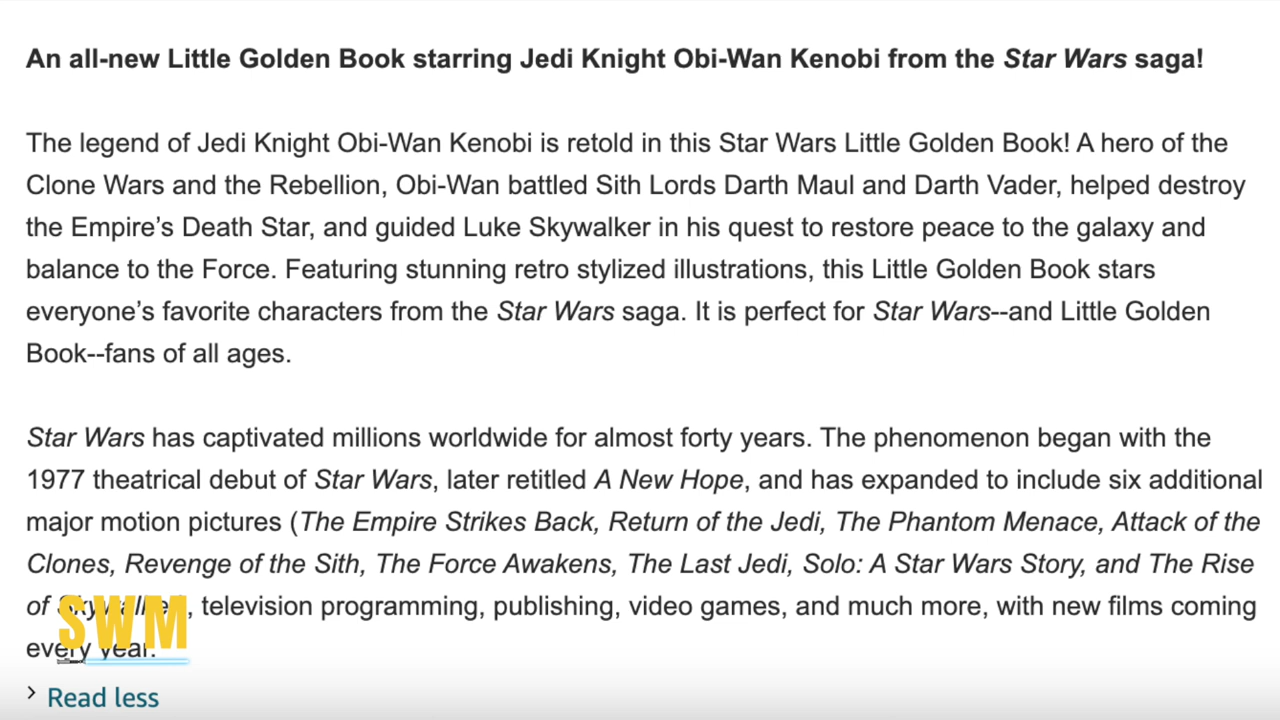 An all-new Little Golden Book starring Jedi Knight Obi-Wan Kenobi from the Star Wars saga!
The legend of Jedi Knight Obi-Wan Kenobi is retold in this Star Wars Little Golden Book! A hero of the
Clone Wars and the Rebellion, Obi-Wan battled Sith Lords Darth Maul and Darth Vader, helped destroy
the Empire’s Death Star, and guided Luke Skywalker in his quest to restore peace to the galaxy and
balance to the Force. Featuring stunning retro stylized illustrations, this Little Golden Book stars
everyone’s favorite characters from the Star Wars saga. It is perfect for Star Wars--and Little Golden
Book--fans of all ages.
Star Wars has captivated millions worldwide for almost forty years. The phenomenon began with the
1977 theatrical debut of Star Wars, later retitled A New Hope, and has expanded to include six additional
major motion pictures (The Empire Strikes Back, Return of the Jedi, The Phantom Menace, Attack of the
Clones, Revenge of the Sith, The Force Awakens, The Last Jedi, Solo: A Star Wars Story, and The Rise
of , television programming, publishing, video games, and much more, with new films coming
every year.
SWM
Read less